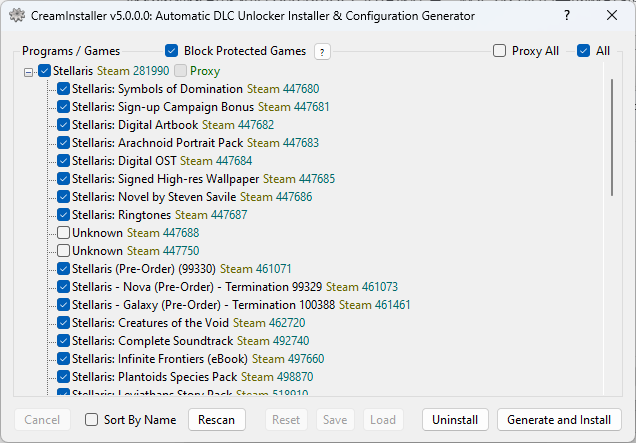 CreamInstaller v5.0.0.0: Automatic DLC Unlocker Installer & Configuration Generator ? ×
Programs / Games Block Protected Games ? Proxy All All
Stellaris Steam 281990 Proxy
Stellaris: Symbols of Domination Steam 447680
Stellaris: Sign-up Campaign Bonus Steam 447681
Stellaris: Digital Artbook Steam 447682
Stellaris: Arachnoid Portrait Pack Steam 447683
Stellaris: Digital OST Steam 447684
Stellaris: Signed High-res Wallpaper Steam 447685
Stellaris: Novel by Steven Savile Steam 447686
Stellaris: Ringtones Steam 447687
Unknown Steam 447688
Unknown Steam 447750
Stellaris (Pre-Order) (99330) Steam 461071
Stellaris - Nova (Pre-Order) - Termination 99329 Steam 461073
Stellaris - Galaxy (Pre-Order) - Termination 100388 Steam 461461
Stellaris: Creatures of the Void Steam 462720
Stellaris: Complete Soundtrack Steam 492740
Stellaris: Infinite Frontiers (eBook) Steam 497660
Stellaris: Plantoids Species Pack Steam 498870
Stellaris: Leviathans Story Pack Steam 518910
Cancel Sort By Name Rescan Reset Save Load Uninstall Generate and Install